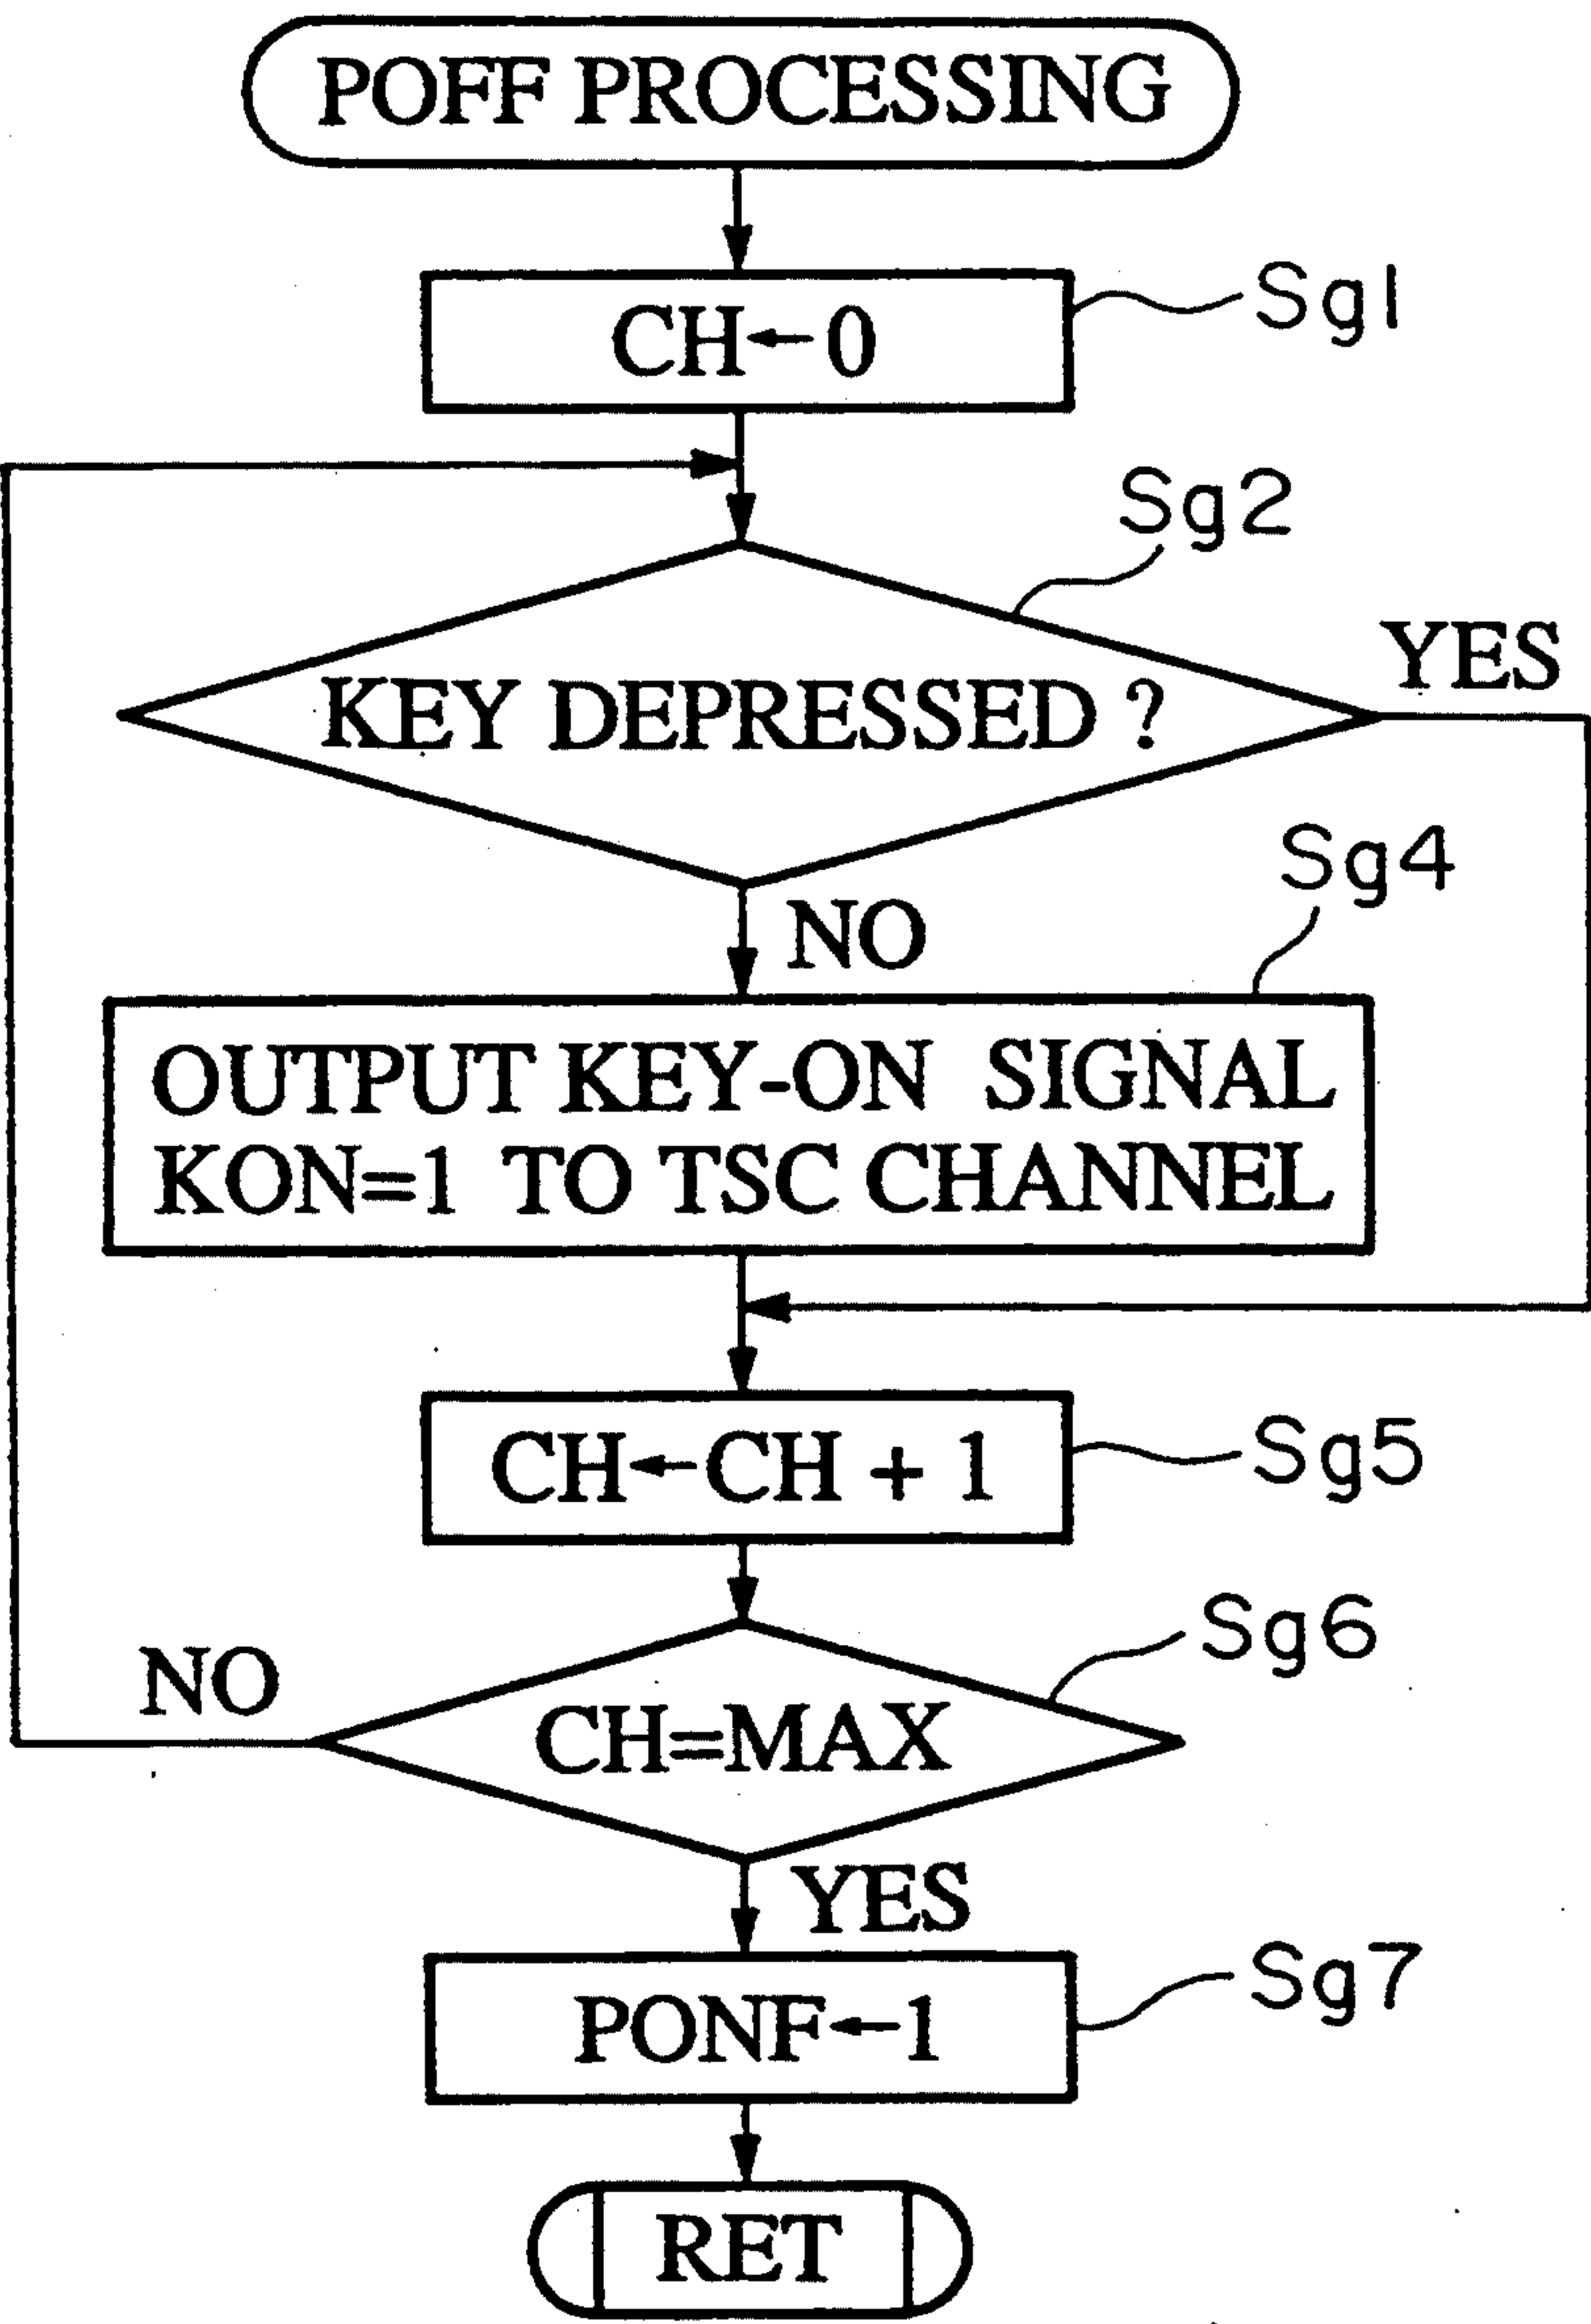 POFF PROCESSING
CH←0
Sg1
Sg2
KEY DEPRESSED ?
YES
NO
Sg4
OUTPUT KEY-ON SIGNAL
KON=1 TO TSC CHANNEL
CH←CH + 1
Sg5
Sg6
NO
CH=MAX
YES
PONF←1
Sg7
RET